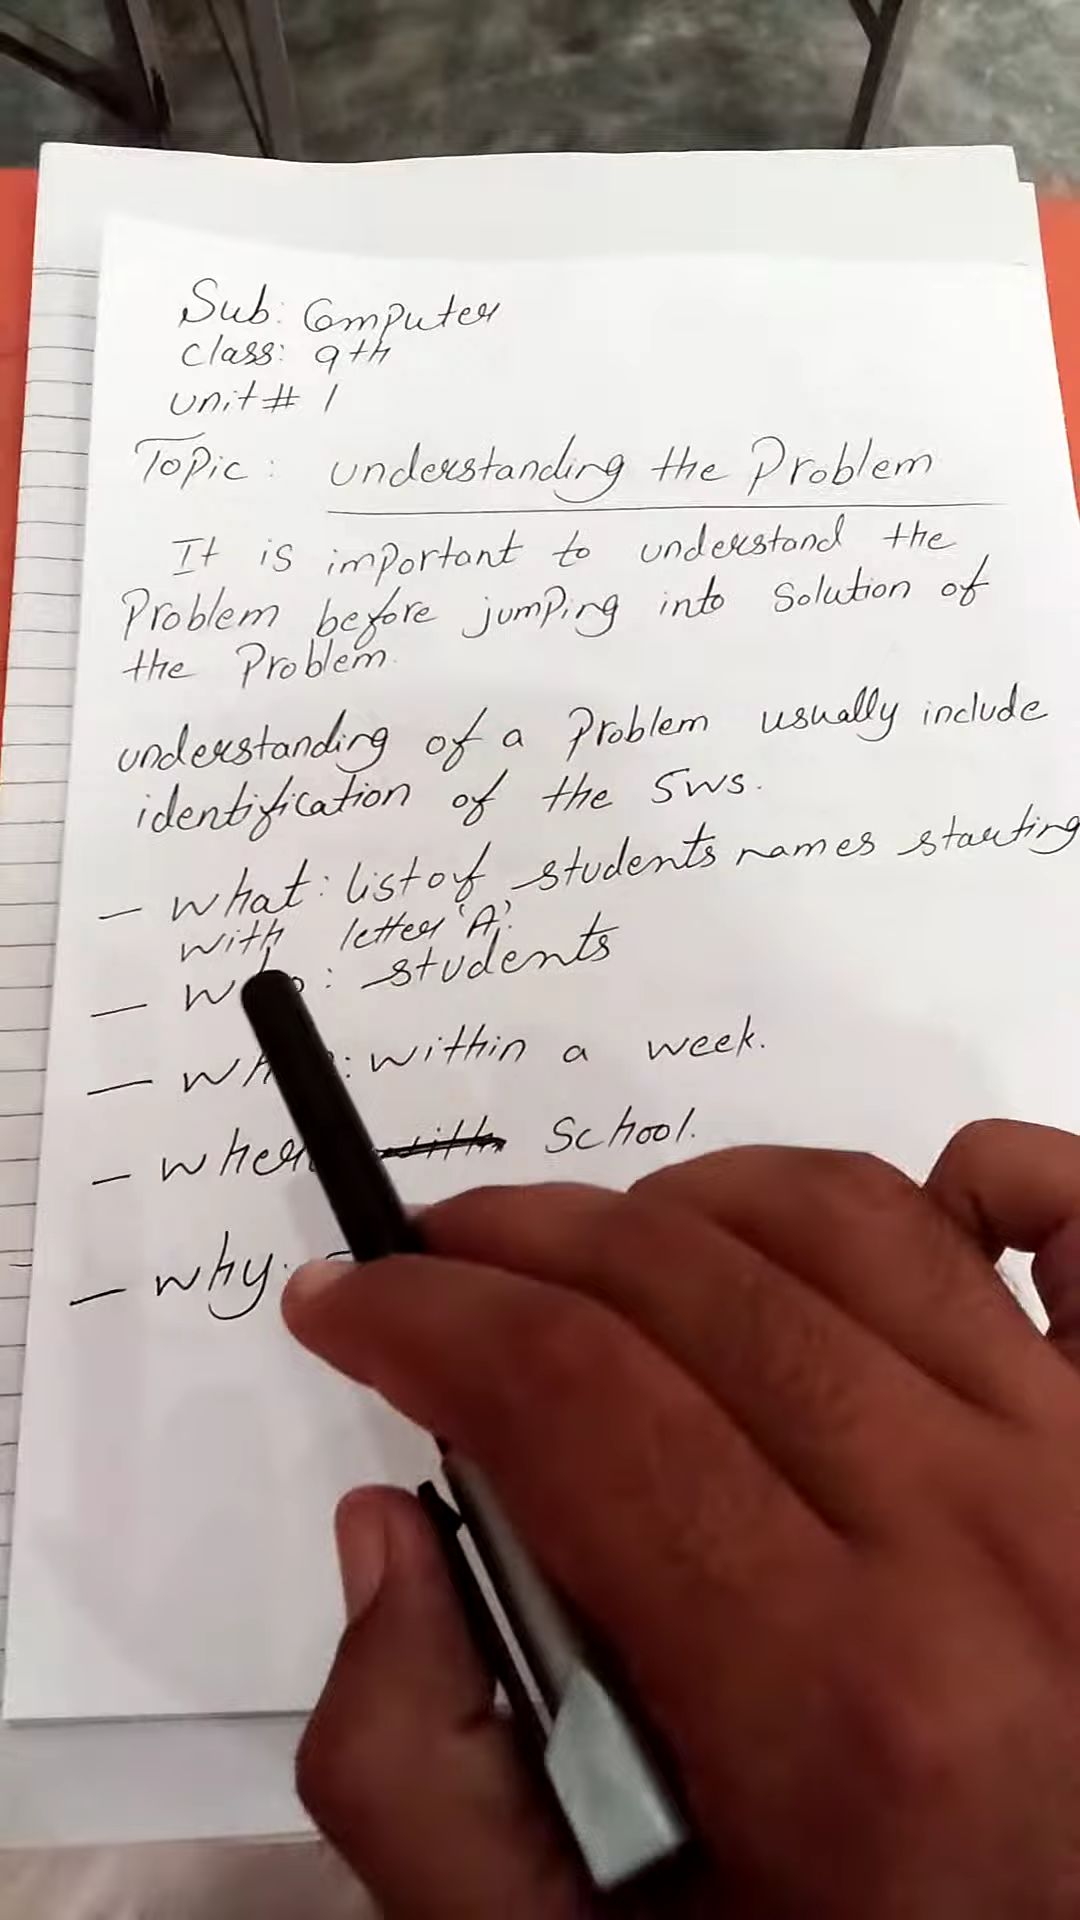 Sub: Computer
Class: 9th
Unit # 1
Topic: understanding the Problem
It is important to understand the
Problem before jumping into solution of
the Problem.
understanding of a Problem usually include
identification of the 5Ws.
– what: list of students names starting
with letter 'A'.
– : students
– : within a week.
– School.
– why: